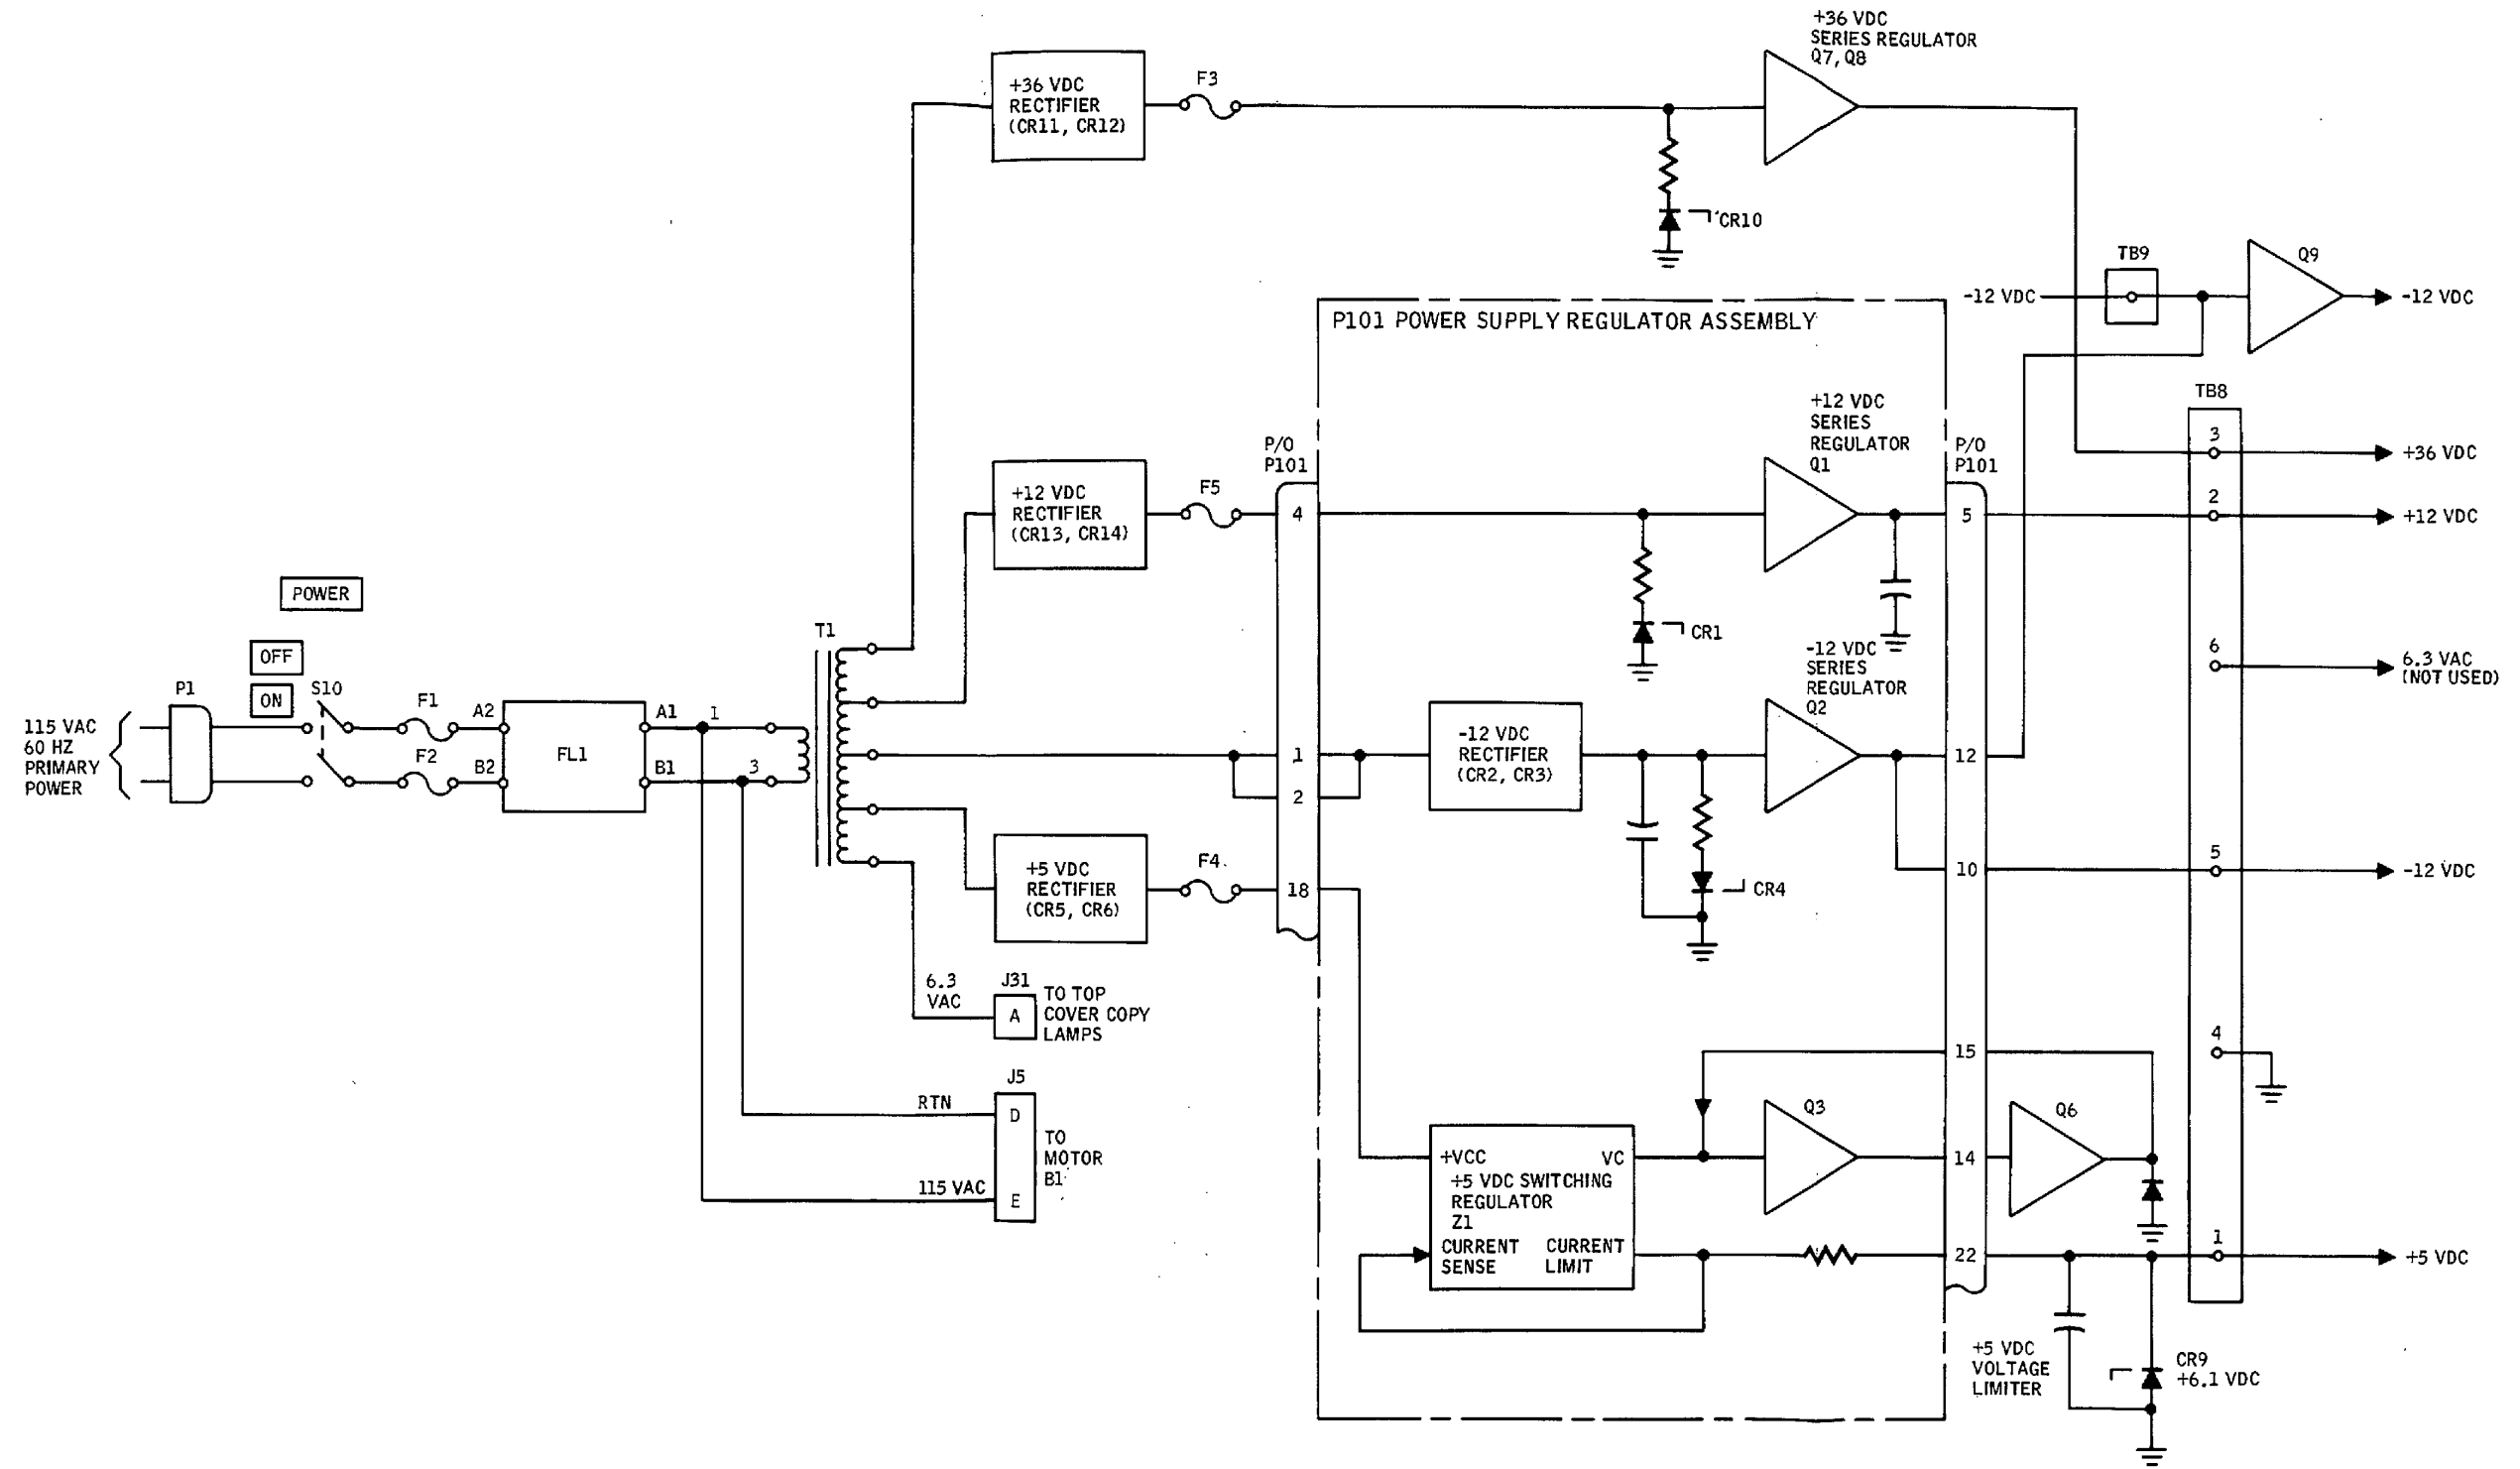 +36 VDC
SERIES REGULATOR
Q7, Q8
+36 VDC
RECTIFIER
(CR11, CR12)
F3
CR10
TB9
Q9
-12 VDC
-12 VDC
P101 POWER SUPPLY REGULATOR ASSEMBLY
TB8
+12 VDC
SERIES
REGULATOR
Q1
P/O
P101
P/O
P101
3
+36 VDC
+12 VDC
RECTIFIER
(CR13, CR14)
F5
4
5
2
+12 VDC
CR1
POWER
OFF
ON
S10
P1
115 VAC
60 HZ
PRIMARY
POWER
F1
F2
A2
B2
FL1
A1
B1
1
3
T1
-12 VDC
SERIES
REGULATOR
Q2
6
6.3 VAC
(NOT USED)
1
2
-12 VDC
RECTIFIER
(CR2, CR3)
12
+5 VDC
RECTIFIER
(CR5, CR6)
F4
18
CR4
10
5
-12 VDC
6.3
VAC
J31
A
TO TOP
COVER COPY
LAMPS
15
4
J5
RTN
D
TO
MOTOR
B1
115 VAC
E
+VCC
VC
+5 VDC SWITCHING
REGULATOR
Z1
CURRENT
SENSE
CURRENT
LIMIT
Q3
14
Q6
22
1
+5 VDC
+5 VDC
VOLTAGE
LIMITER
CR9
+6.1 VDC